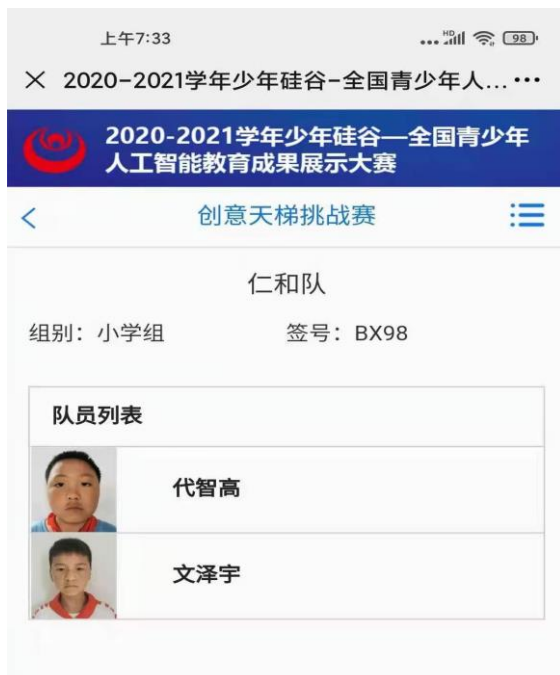 上午7:33
HD
98
2020-2021学年少年硅谷-全国青少年人...
2020-2021学年少年硅谷—全国青少年
人工智能教育成果展示大赛
创意天梯挑战赛
仁和队
组别：小学组 签号：BX98
队员列表
代智高
文泽宇